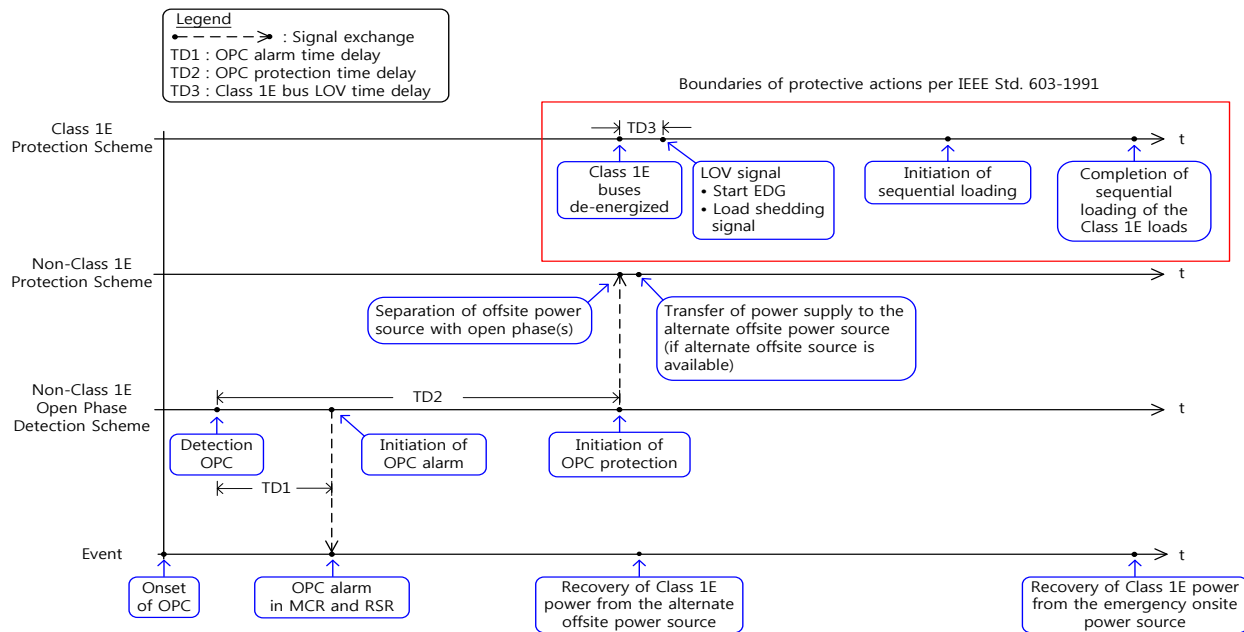 Legend
: Signal exchange
TD1 : OPC alarm time delay
TD2 : OPC protection time delay
TD3 : Class 1E bus LOV time delay
Boundaries of protective actions per IEEE Std. 603-1991
Class 1E
Protection Scheme
TD3
t
Class 1E
buses
de-energized
LOV signal
• Start EDG
• Load shedding
signal
Initiation of
sequential loading
Completion of
sequential
loading of the
Class 1E loads
Non-Class 1E
Protection Scheme
t
Separation of offsite power
source with open phase(s)
Transfer of power supply to the
alternate offsite power source
(if alternate offsite source is
available)
Non-Class 1E
Open Phase
Detection Scheme
TD2
t
Detection
OPC
Initiation of
OPC alarm
Initiation of
OPC protection
TD1
Event
t
Onset
of OPC
OPC alarm
in MCR and RSR
Recovery of Class 1E
power from the alternate
offsite power source
Recovery of Class 1E power
from the emergency onsite
power source